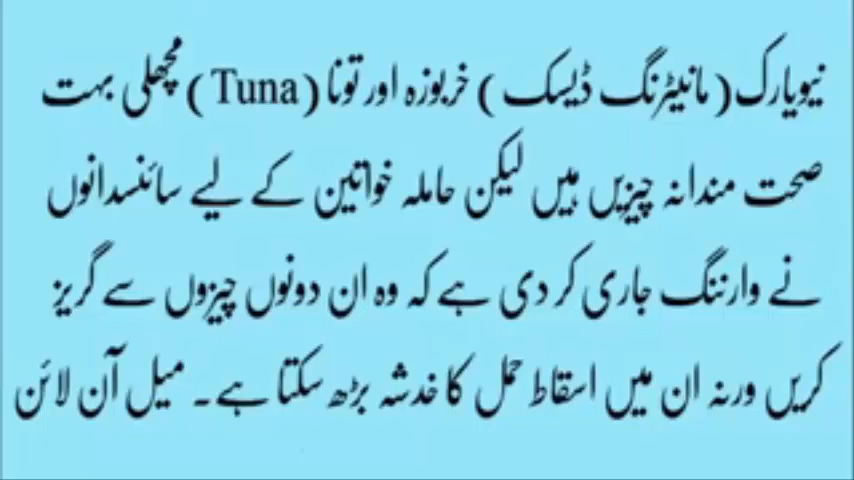 نیویارک(مانیٹرنگ ڈیسک) خربوزہ اور تونا(Tuna)مچھلی بہت
صحت مندانہ چیزیں ہیں لیکن حاملہ خواتین کے لیے سائنسدانوں
نے وارننگ جاری کر دی ہے کہ وہ ان دونوں چیزوں سے گریز
کریں ورنہ ان میں اسقاط حمل کا خدشہ بڑھ سکتا ہے۔ میل آن لائن